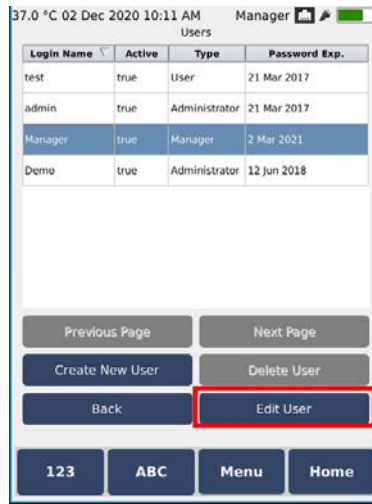 37.0 °C 02 Dec 2020 10:11 AM Manager
Users
Login Name Active Type Password Exp.
test true User 21 Mar 2017
admin true Administrator 21 Mar 2017
Manager true Manager 2 Mar 2021
Demo true Administrator 12 Jun 2018
Previous Page Next Page
Create New User Delete User
Back Edit User
123 ABC Menu Home